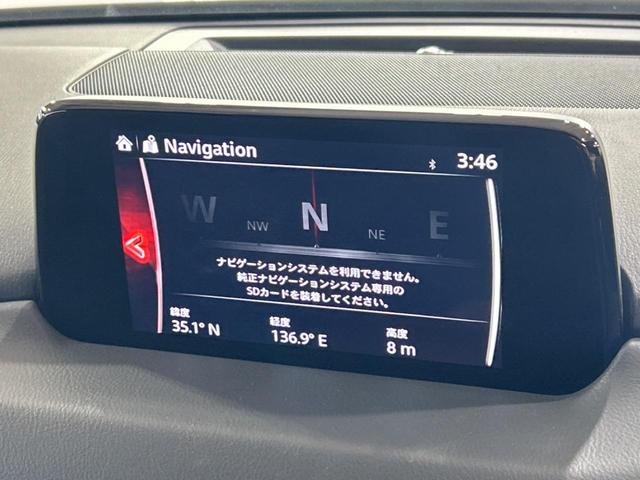 Navigation
3:46
W NW N NE E
ナビゲーションシステムを利用できません。
純正ナビゲーションシステム専用の
SDカードを装着してください。
緯度 経度 高度
35.1° N 136.9° E 8 m